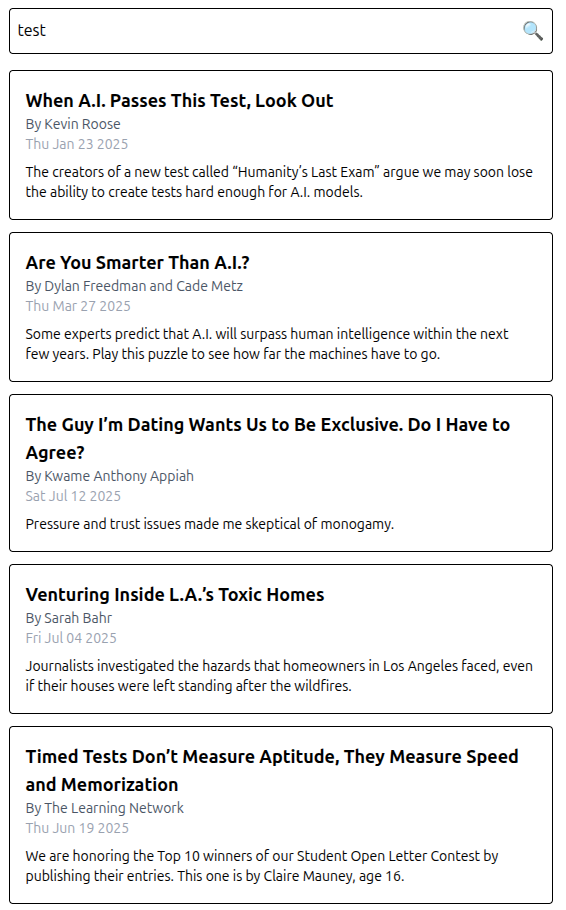 test
When A.I. Passes This Test, Look Out
By Kevin Roose
Thu Jan 23 2025
The creators of a new test called “Humanity’s Last Exam” argue we may soon lose
the ability to create tests hard enough for A.I. models.
Are You Smarter Than A.I.?
By Dylan Freedman and Cade Metz
Thu Mar 27 2025
Some experts predict that A.I. will surpass human intelligence within the next
few years. Play this puzzle to see how far the machines have to go.
The Guy I’m Dating Wants Us to Be Exclusive. Do I Have to
Agree?
By Kwame Anthony Appiah
Sat Jul 12 2025
Pressure and trust issues made me skeptical of monogamy.
Venturing Inside L.A.’s Toxic Homes
By Sarah Bahr
Fri Jul 04 2025
Journalists investigated the hazards that homeowners in Los Angeles faced, even
if their houses were left standing after the wildfires.
Timed Tests Don’t Measure Aptitude, They Measure Speed
and Memorization
By The Learning Network
Thu Jun 19 2025
We are honoring the Top 10 winners of our Student Open Letter Contest by
publishing their entries. This one is by Claire Mauney, age 16.